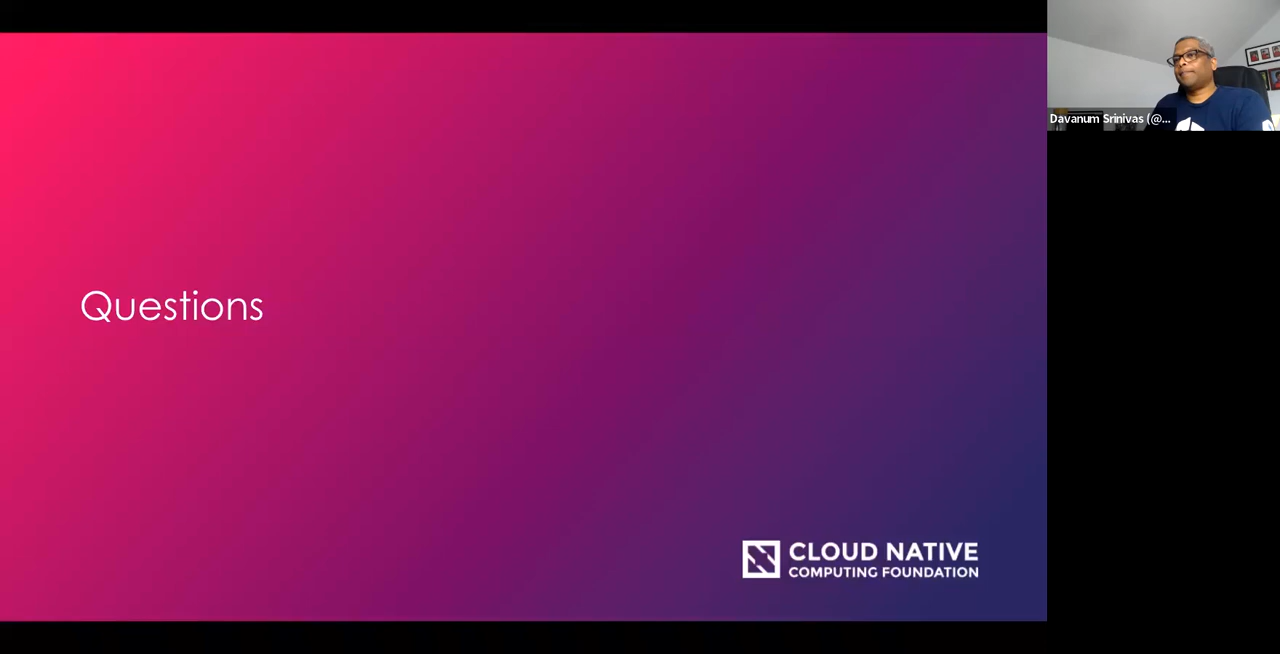 Davanum Srinivas (@...
Questions
CLOUD NATIVE
COMPUTING FOUNDATION